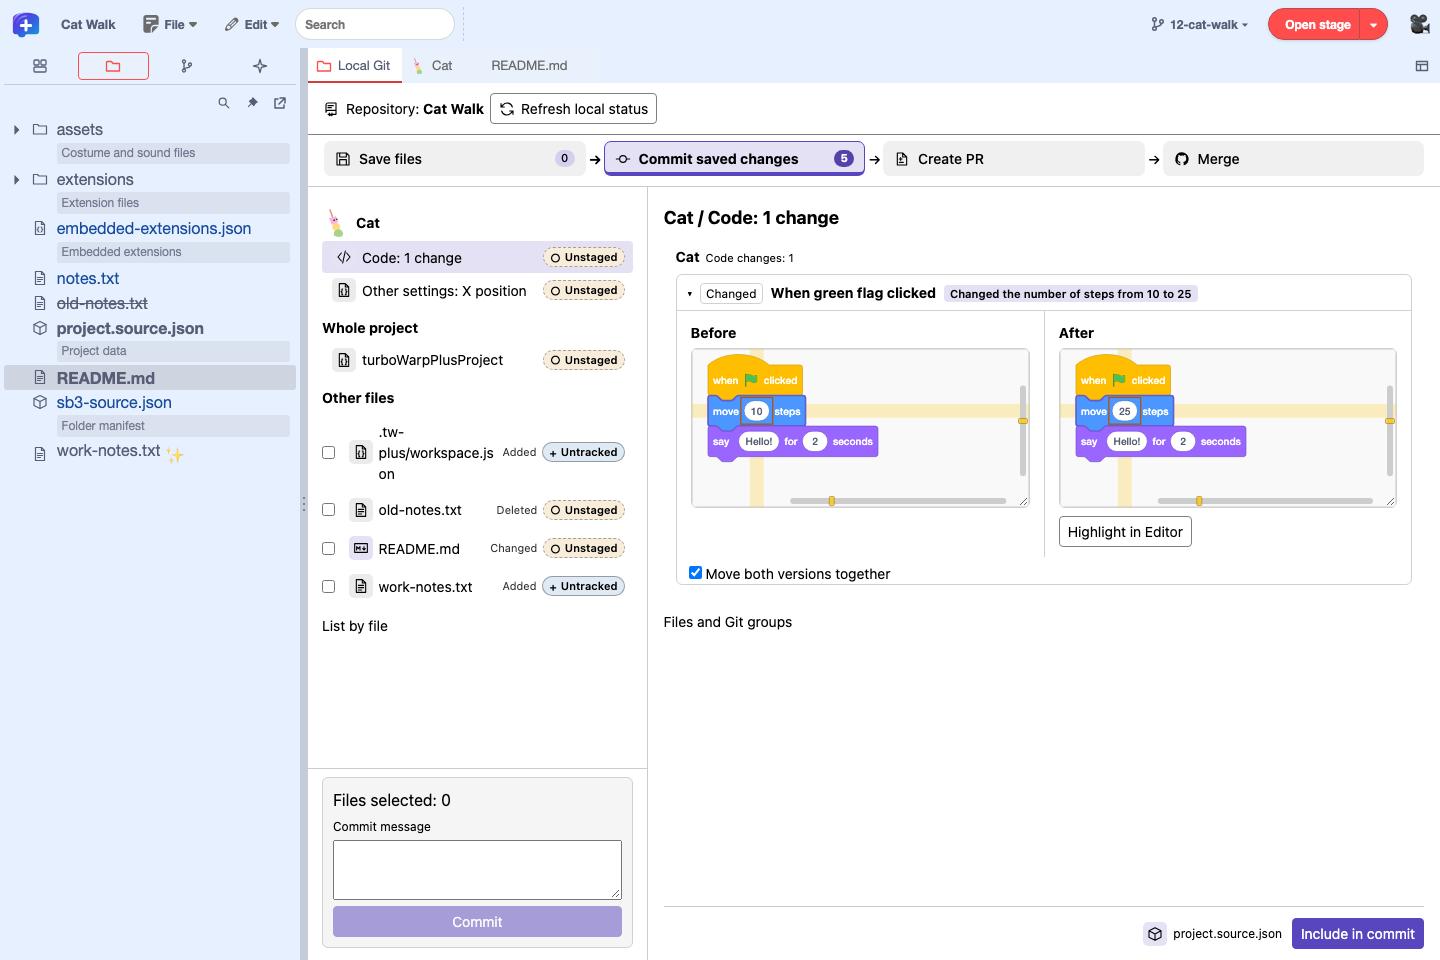 Cat Walk
File
Edit
Search
12-cat-walk
Open stage
Local Git
Cat
README.md
Repository: Cat Walk
Refresh local status
Save files
0
Commit saved changes
5
Create PR
Merge
assets
Costume and sound files
extensions
Extension files
embedded-extensions.json
Embedded extensions
notes.txt
old-notes.txt
project.source.json
Project data
README.md
sb3-source.json
Folder manifest
work-notes.txt
Cat
Code: 1 change
Unstaged
Other settings: X position
Unstaged
Whole project
turboWarpPlusProject
Unstaged
Other files
.tw-
plus/workspace.js
on
Added
+ Untracked
old-notes.txt
Deleted
Unstaged
README.md
Changed
Unstaged
work-notes.txt
Added
+ Untracked
List by file
Files selected: 0
Commit message
Commit
Cat / Code: 1 change
Cat Code changes: 1
Changed
When green flag clicked
Changed the number of steps from 10 to 25
Before
when clicked
move 10 steps
say Hello! for 2 seconds
After
when clicked
move 25 steps
say Hello! for 2 seconds
Highlight in Editor
Move both versions together
Files and Git groups
project.source.json
Include in commit